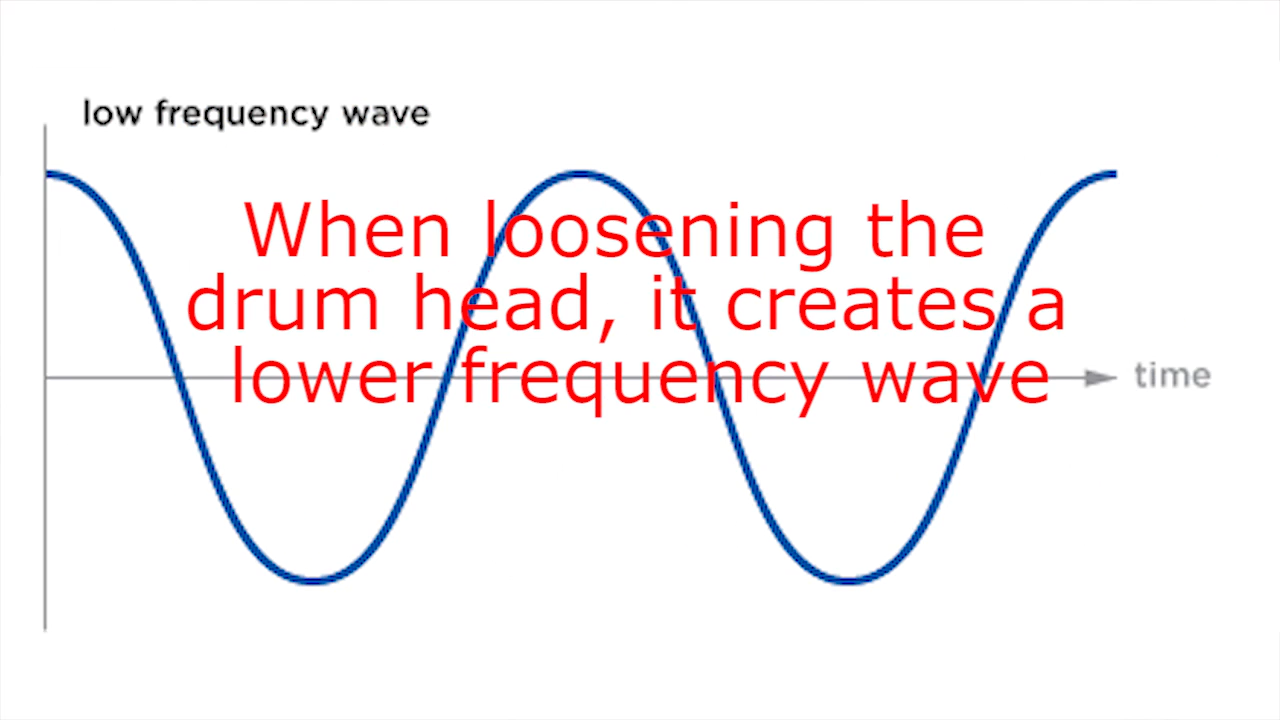 low frequency wave
When loosening the
drum head, it creates a
lower frequency wave
time